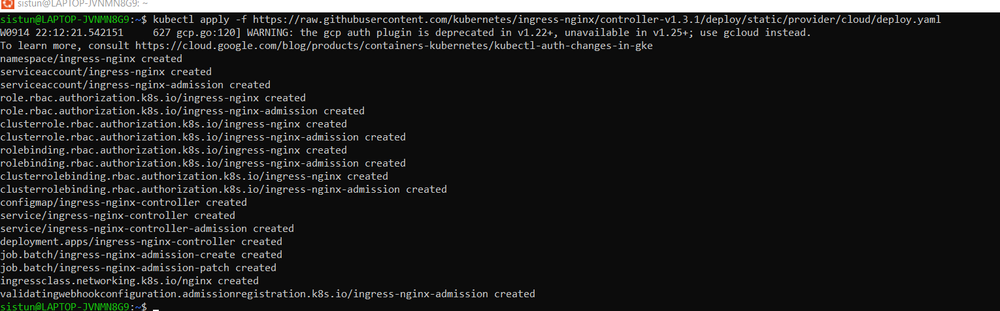 sistun@LAPTOP-JVNMN8G9: ~
sistun@LAPTOP-JVNMN8G9:~$ kubectl apply -f https://raw.githubusercontent.com/kubernetes/ingress-nginx/controller-v1.3.1/deploy/static/provider/cloud/deploy.yaml
W0914 22:12:21.542151     627 gcp.go:120] WARNING: the gcp auth plugin is deprecated in v1.22+, unavailable in v1.25+; use gcloud instead.
To learn more, consult https://cloud.google.com/blog/products/containers-kubernetes/kubectl-auth-changes-in-gke
namespace/ingress-nginx created
serviceaccount/ingress-nginx created
serviceaccount/ingress-nginx-admission created
role.rbac.authorization.k8s.io/ingress-nginx created
role.rbac.authorization.k8s.io/ingress-nginx-admission created
clusterrole.rbac.authorization.k8s.io/ingress-nginx created
clusterrole.rbac.authorization.k8s.io/ingress-nginx-admission created
rolebinding.rbac.authorization.k8s.io/ingress-nginx created
rolebinding.rbac.authorization.k8s.io/ingress-nginx-admission created
clusterrolebinding.rbac.authorization.k8s.io/ingress-nginx created
clusterrolebinding.rbac.authorization.k8s.io/ingress-nginx-admission created
configmap/ingress-nginx-controller created
service/ingress-nginx-controller created
service/ingress-nginx-controller-admission created
deployment.apps/ingress-nginx-controller created
job.batch/ingress-nginx-admission-create created
job.batch/ingress-nginx-admission-patch created
ingressclass.networking.k8s.io/nginx created
validatingwebhookconfiguration.admissionregistration.k8s.io/ingress-nginx-admission created
sistun@LAPTOP-JVNMN8G9:~$ _